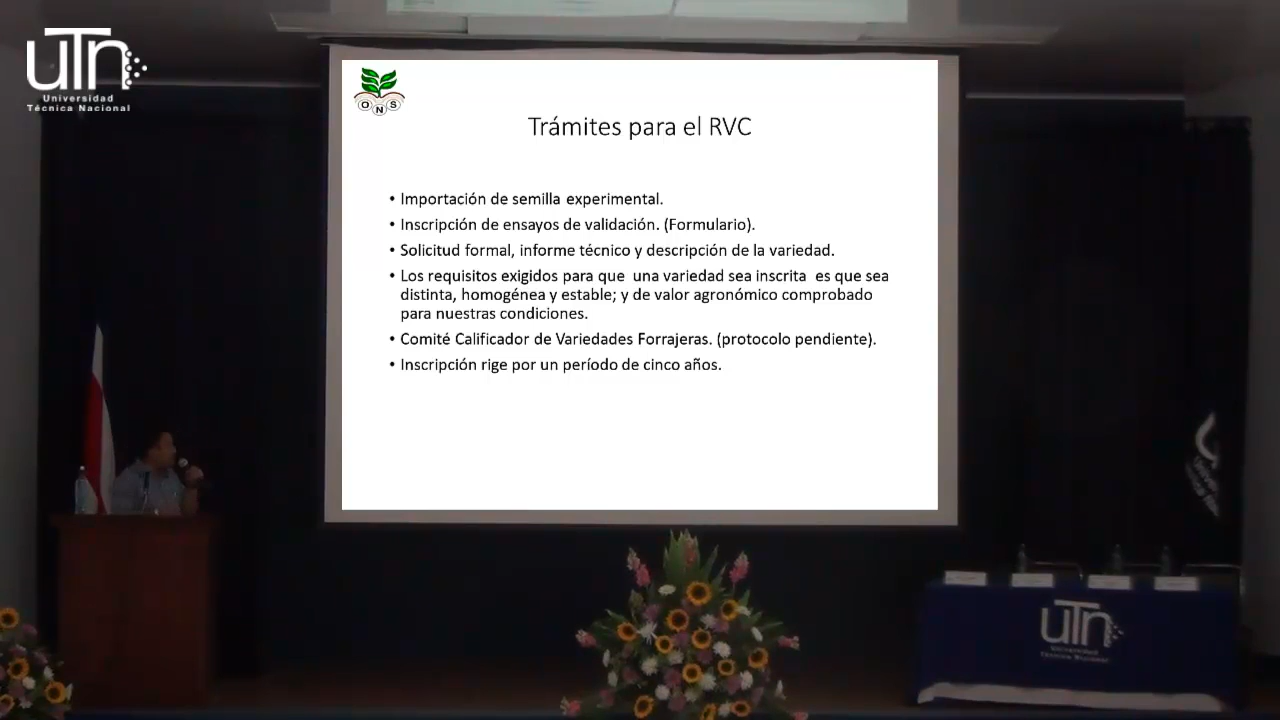 uTn
Universidad
Técnica Nacional
O N S
Trámites para el RVC
• Importación de semilla experimental.
• Inscripción de ensayos de validación. (Formulario).
• Solicitud formal, informe técnico y descripción de la variedad.
• Los requisitos exigidos para que una variedad sea inscrita es que sea
distinta, homogénea y estable; y de valor agronómico comprobado
para nuestras condiciones.
• Comité Calificador de Variedades Forrajeras. (protocolo pendiente).
• Inscripción rige por un período de cinco años.
uTn
Universidad
Técnica Nacional